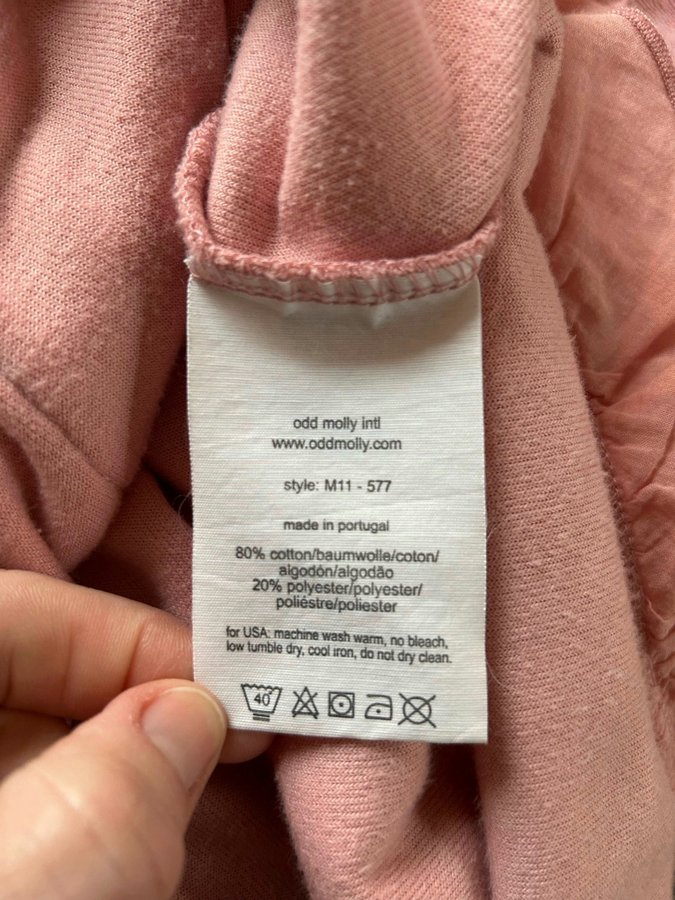 odd molly intl
www.oddmolly.com
style: M11 - 577
made in portugal
80% cotton/baumwolle/coton/
algodón/algodão
20% polyester/polyester/
poliéstre/poliester
for USA: machine wash warm, no bleach,
low tumble dry, cool iron, do not dry clean.
40